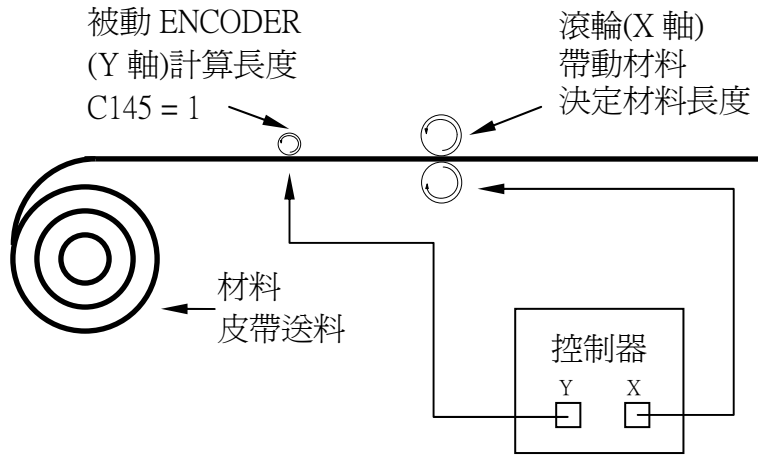 被動 ENCODER
(Y 軸)計算長度
C145 = 1
滾輪(X 軸)
帶動材料
決定材料長度
材料
皮帶送料
控制器
Y X